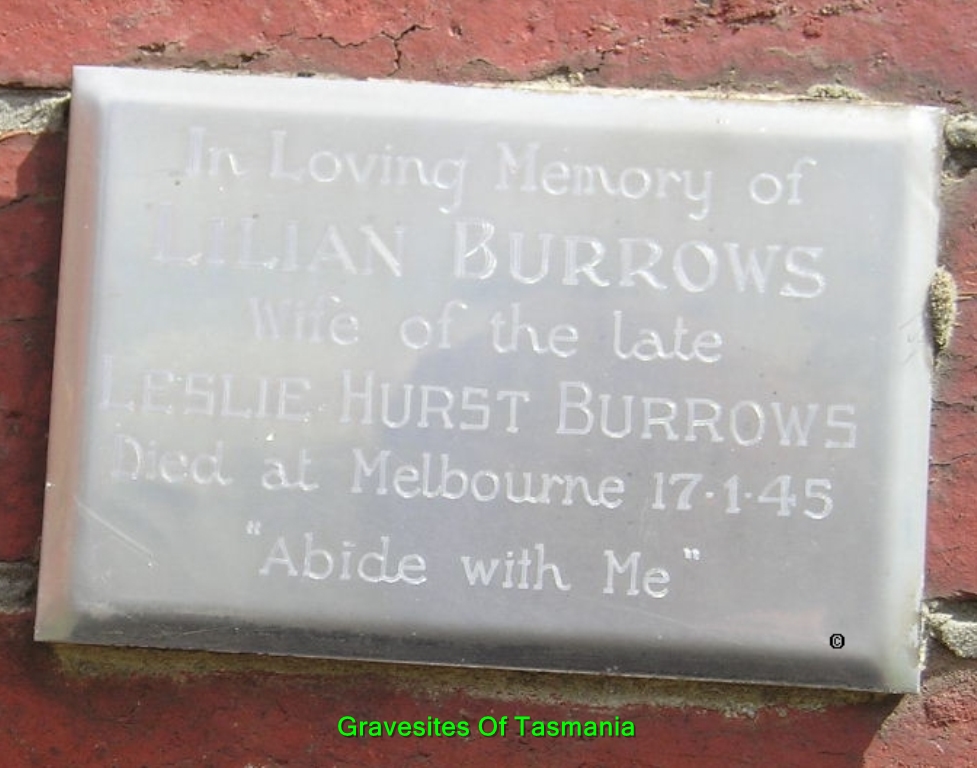 In Loving Memory of
LILIAN BURROWS
Wife of the late
LESLIE HURST BURROWS
Died at Melbourne 17·1·45
"Abide with Me"
©
Gravesites Of Tasmania